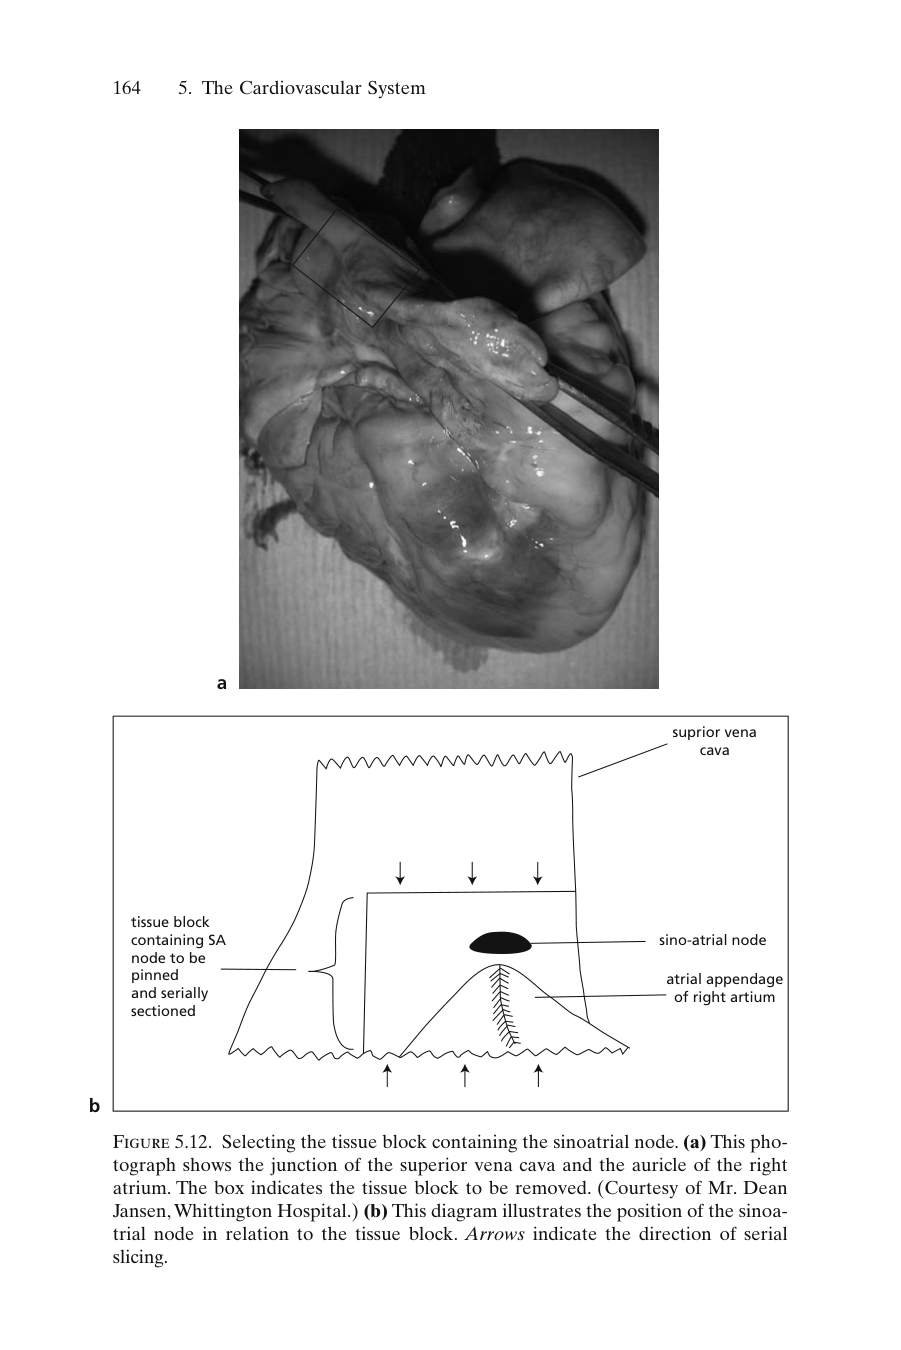 164 5. The Cardiovascular System
a
suprior vena
cava
tissue block
containing SA
node to be
pinned
and serially
sectioned
sino-atrial node
atrial appendage
of right artium
b
FIGURE 5.12. Selecting the tissue block containing the sinoatrial node. (a) This pho-
tograph shows the junction of the superior vena cava and the auricle of the right
atrium. The box indicates the tissue block to be removed. (Courtesy of Mr. Dean
Jansen, Whittington Hospital.) (b) This diagram illustrates the position of the sinoa-
trial node in relation to the tissue block. Arrows indicate the direction of serial
slicing.